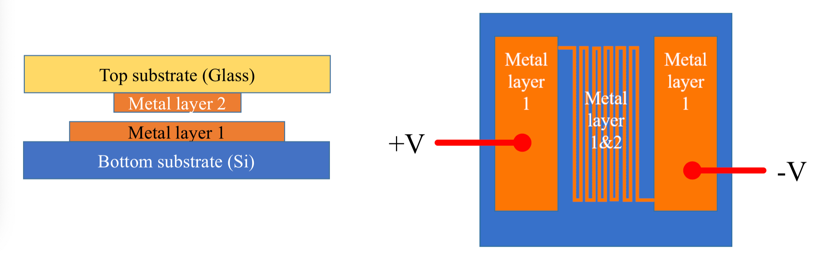 Top substrate (Glass)
Metal layer 2
Metal layer 1
Bottom substrate (Si)
+V
Metal
layer
1
Metal
layer
1&2
Metal
layer
1
-V